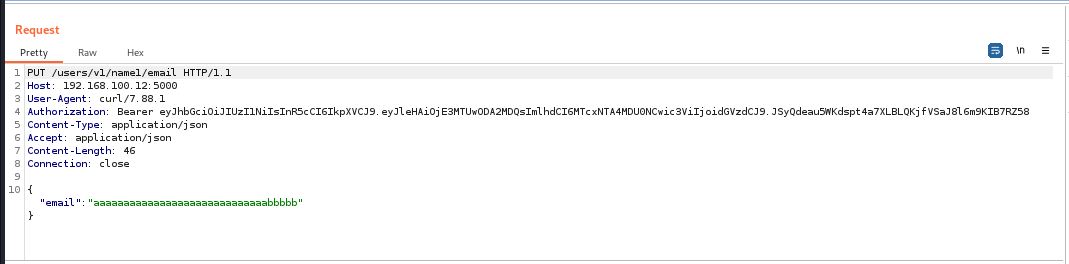 Request
Pretty Raw Hex \n
1 PUT /users/v1/name1/email HTTP/1.1
2 Host: 192.168.100.12:5000
3 User-Agent: curl/7.88.1
4 Authorization: Bearer eyJhbGciOiJIUzI1NiIsInR5cCI6IkpXVCJ9.eyJleHAiOjE3MTUwODA2MDQsImlhdCI6MTcxNTA4MDU0NCwic3ViIjoidGVzdCJ9.JSyQdeau5WKdspt4a7XLBLQKjfVSaJ8l6m9KIB7RZ58
5 Content-Type: application/json
6 Accept: application/json
7 Content-Length: 46
8 Connection: close
9
10 {
"email":"aaaaaaaaaaaaaaaaaaaaaaaaaaaaabbbbb"
}